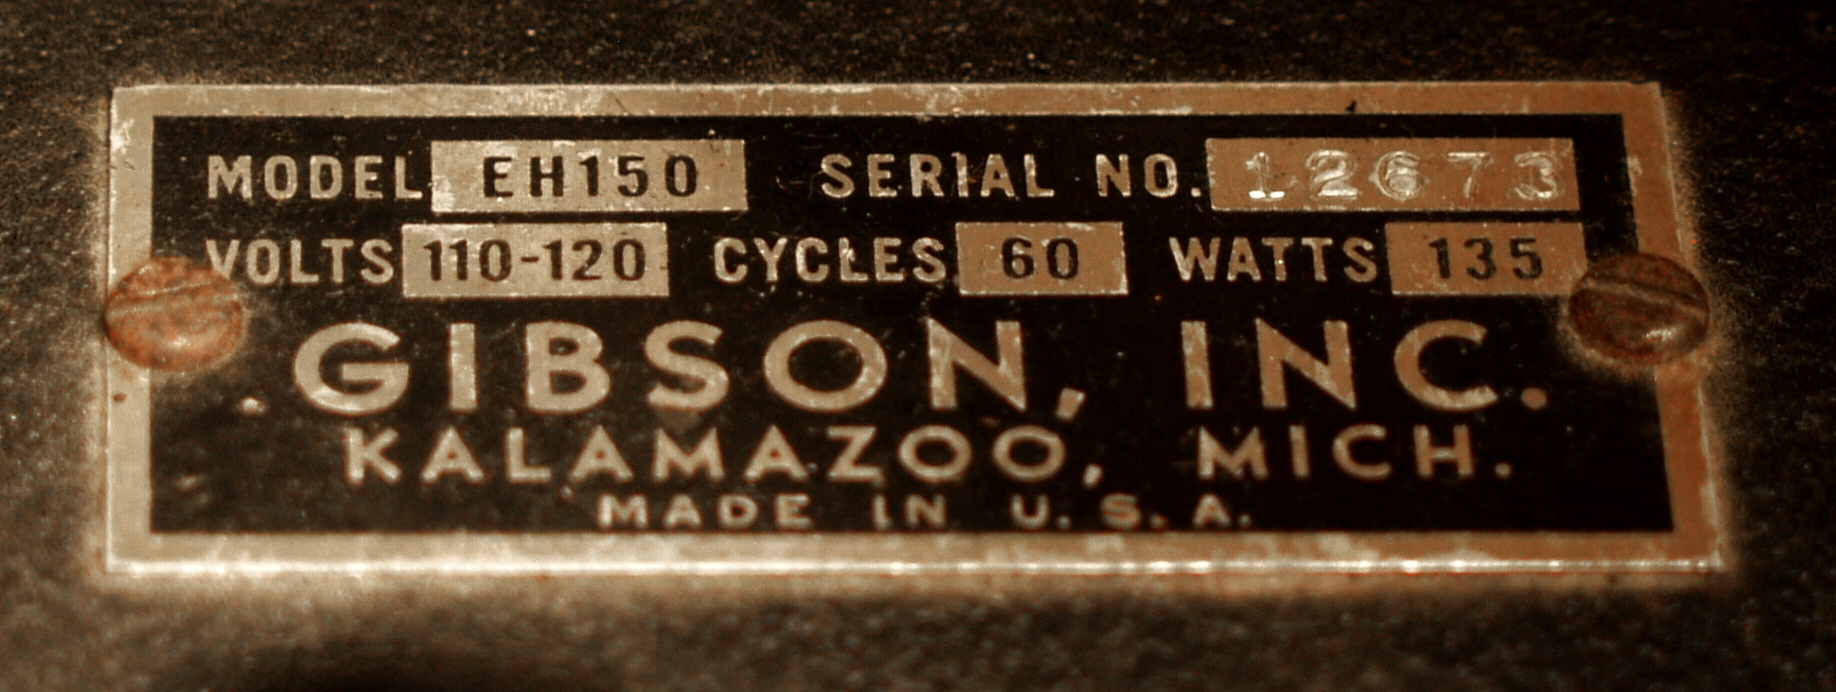 MODEL EH150 SERIAL NO. 12673
VOLTS 110-120 CYCLES 60 WATTS 135
GIBSON, INC.
KALAMAZOO, MICH.
MADE IN U.S.A.